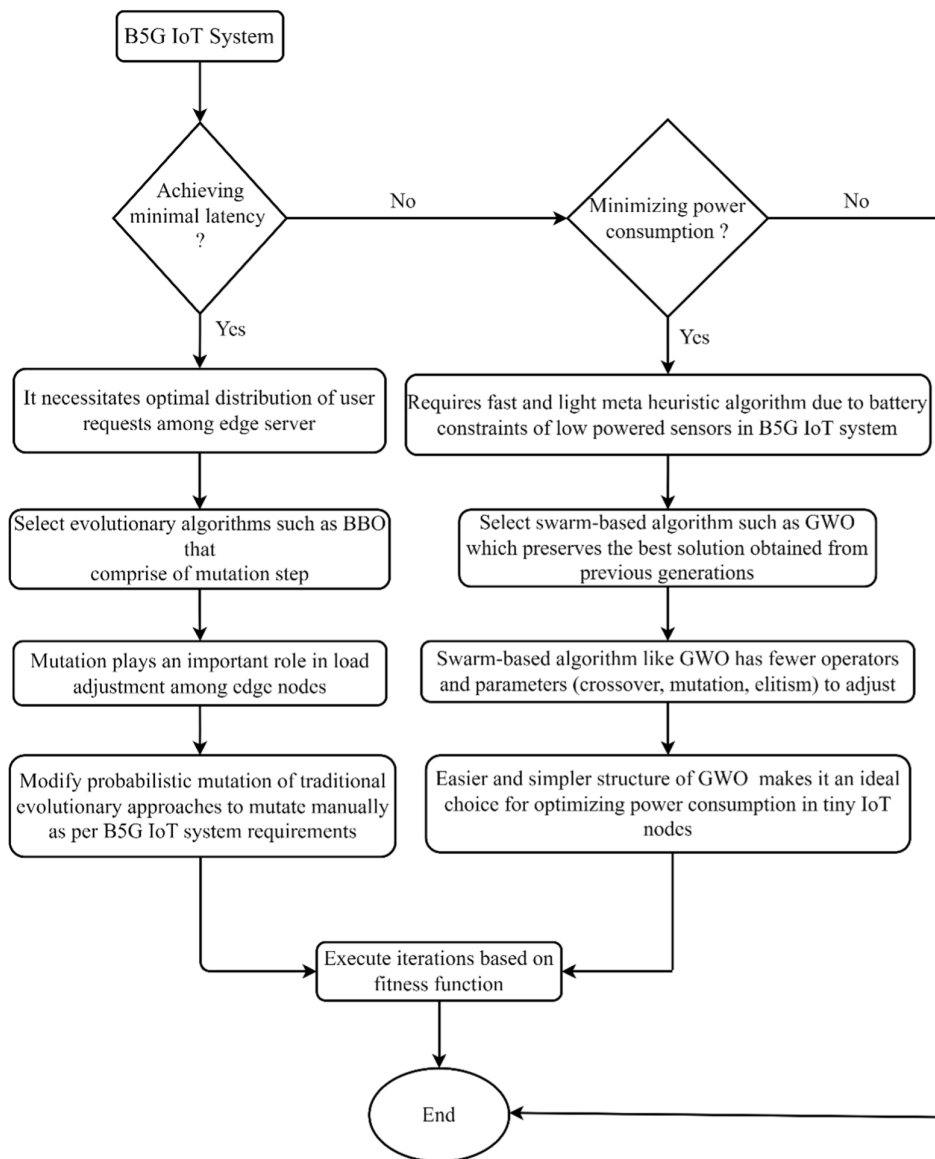 B5G IoT System
Achieving
minimal latency
?
No
Minimizing power
consumption ?
No
Yes
Yes
It necessitates optimal distribution of user
requests among edge server
Requires fast and light meta heuristic algorithm due to battery
constraints of low powered sensors in B5G IoT system
Select evolutionary algorithms such as BBO
that
comprise of mutation step
Select swarm-based algorithm such as GWO
which preserves the best solution obtained from
previous generations
Mutation plays an important role in load
adjustment among edge nodes
Swarm-based algorithm like GWO has fewer operators
and parameters (crossover, mutation, elitism) to adjust
Modify probabilistic mutation of traditional
evolutionary approaches to mutate manually
as per B5G IoT system requirements
Easier and simpler structure of GWO makes it an ideal
choice for optimizing power consumption in tiny IoT
nodes
Execute iterations based on
fitness function
End